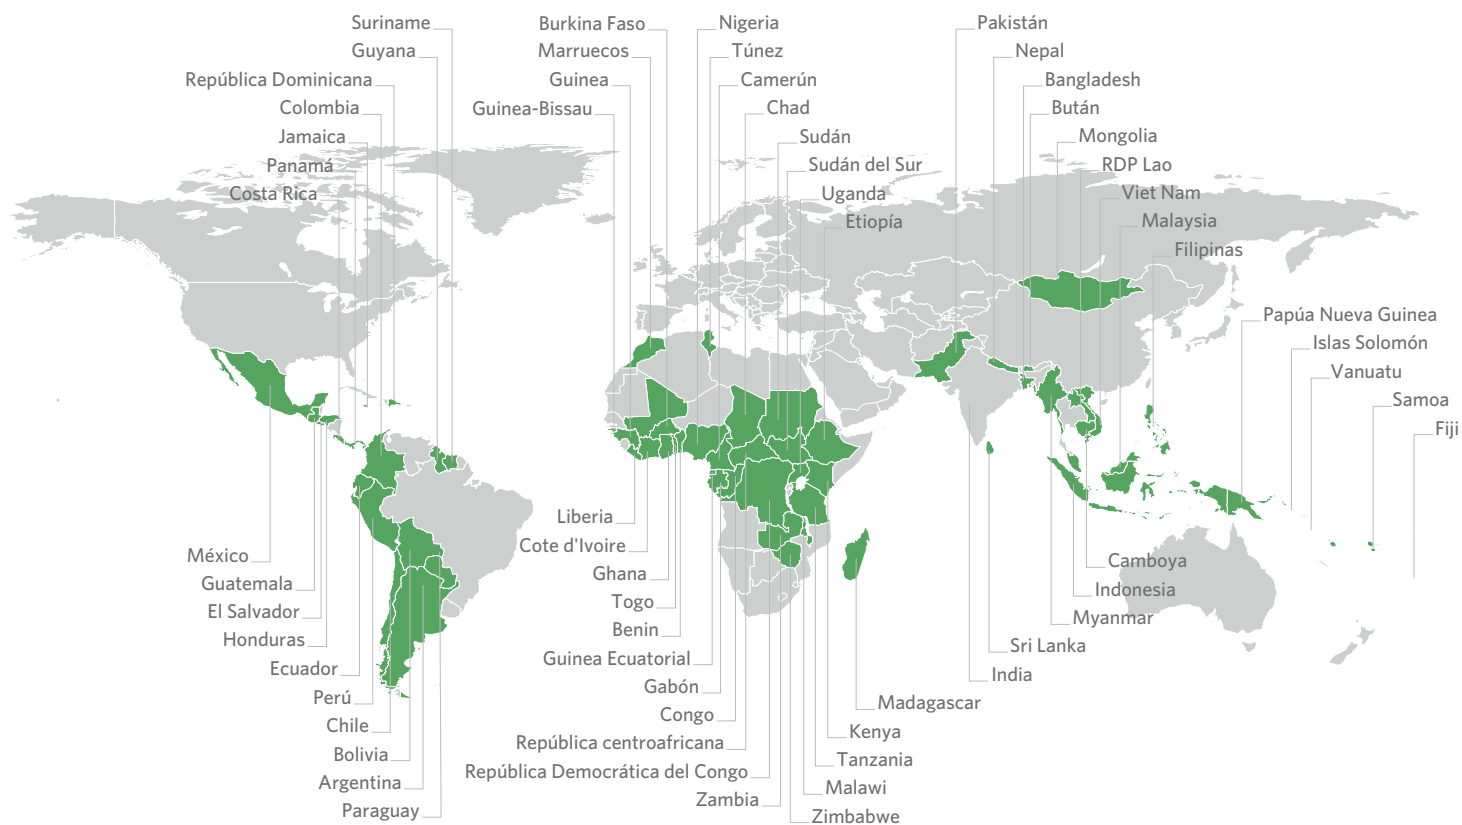 Suriname
Guyana
República Dominicana
Colombia
Jamaica
Panamá
Costa Rica
Burkina Faso
Marruecos
Guinea
Guinea-Bissau
Nigeria
Túnez
Camerún
Chad
Sudán
Sudán del Sur
Uganda
Etiopía
Pakistán
Nepal
Bangladesh
Bután
Mongolia
RDP Lao
Viet Nam
Malaysia
Filipinas
Papúa Nueva Guinea
Islas Solomón
Vanuatu
Samoa
Fiji
México
Guatemala
El Salvador
Honduras
Ecuador
Perú
Chile
Bolivia
Argentina
Paraguay
Liberia
Cote d'Ivoire
Ghana
Togo
Benin
Guinea Ecuatorial
Gabón
Congo
República centroafricana
República Democrática del Congo
Zambia
Madagascar
Kenya
Tanzania
Malawi
Zimbabwe
Camboya
Indonesia
Myanmar
Sri Lanka
India